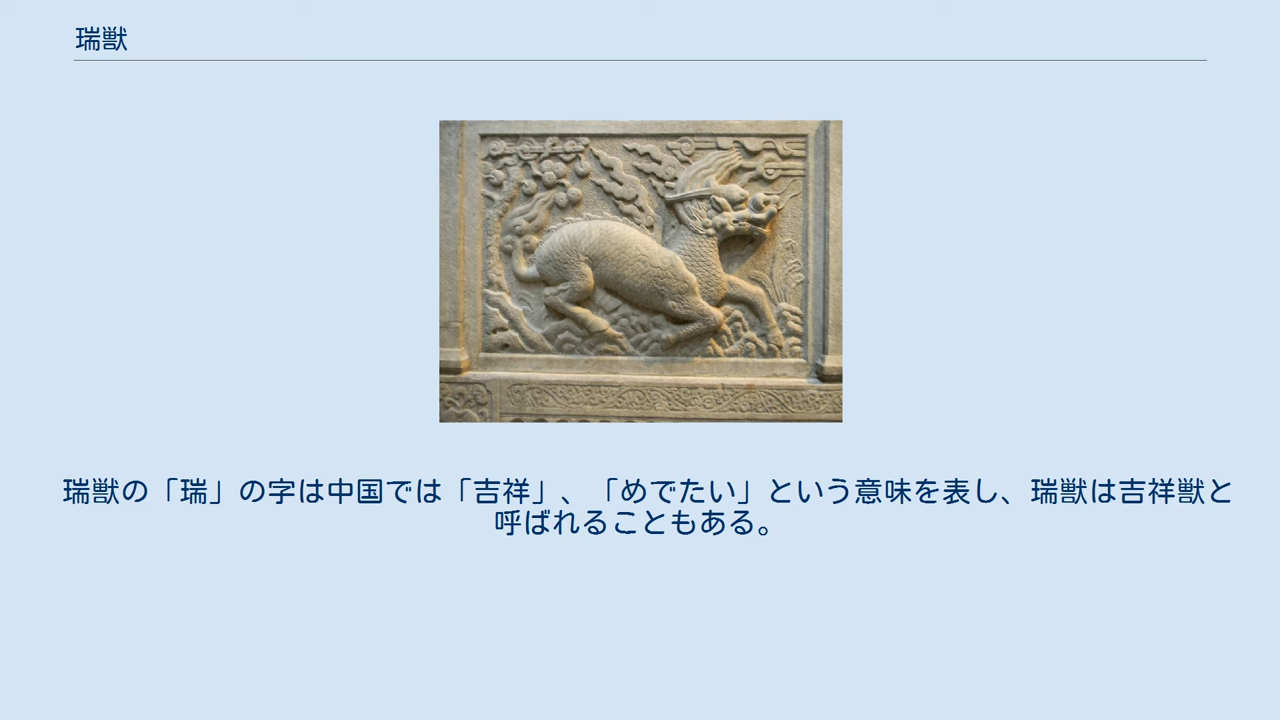 瑞獣
瑞獣の「瑞」の字は中国では「吉祥」、「めでたい」という意味を表し、瑞獣は吉祥獣と
呼ばれることもある。